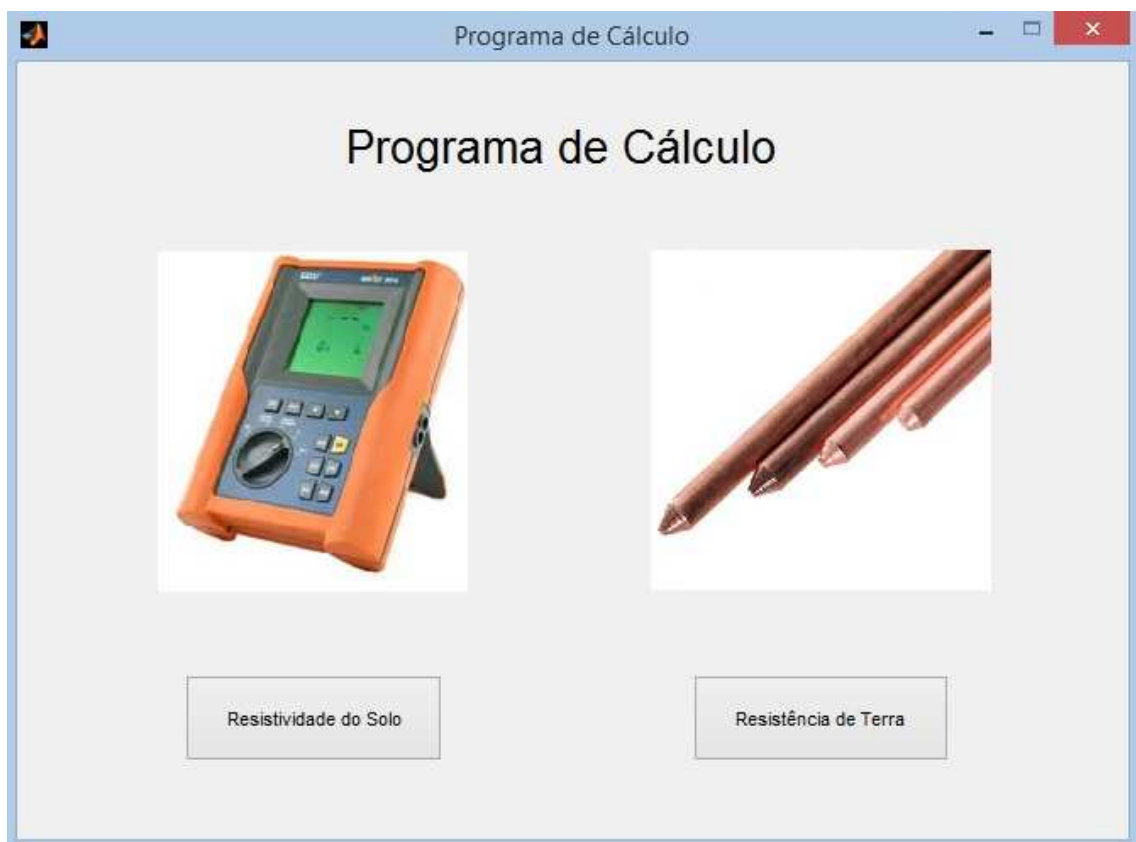 Programa de Cálculo
Programa de Cálculo
Resistividade do Solo
Resistência de Terra